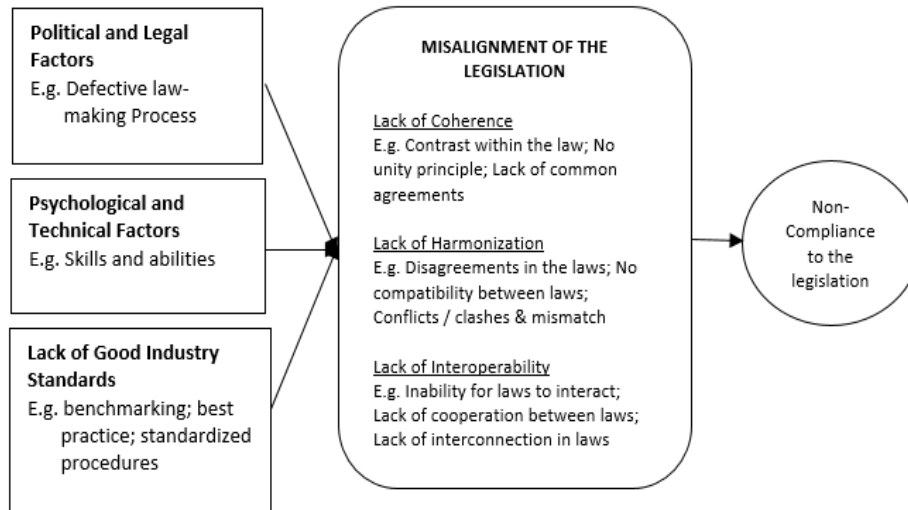 Political and Legal
Factors
E.g. Defective law-
making Process
Psychological and
Technical Factors
E.g. Skills and abilities
Lack of Good Industry
Standards
E.g. benchmarking; best
practice; standardized
procedures
MISALIGNMENT OF THE
LEGISLATION
Lack of Coherence
E.g. Contrast within the law; No
unity principle; Lack of common
agreements
Lack of Harmonization
E.g. Disagreements in the laws; No
compatibility between laws;
Conflicts / clashes & mismatch
Lack of Interoperability
E.g. Inability for laws to interact;
Lack of cooperation between laws;
Lack of interconnection in laws
Non-
Compliance
to the
legislation